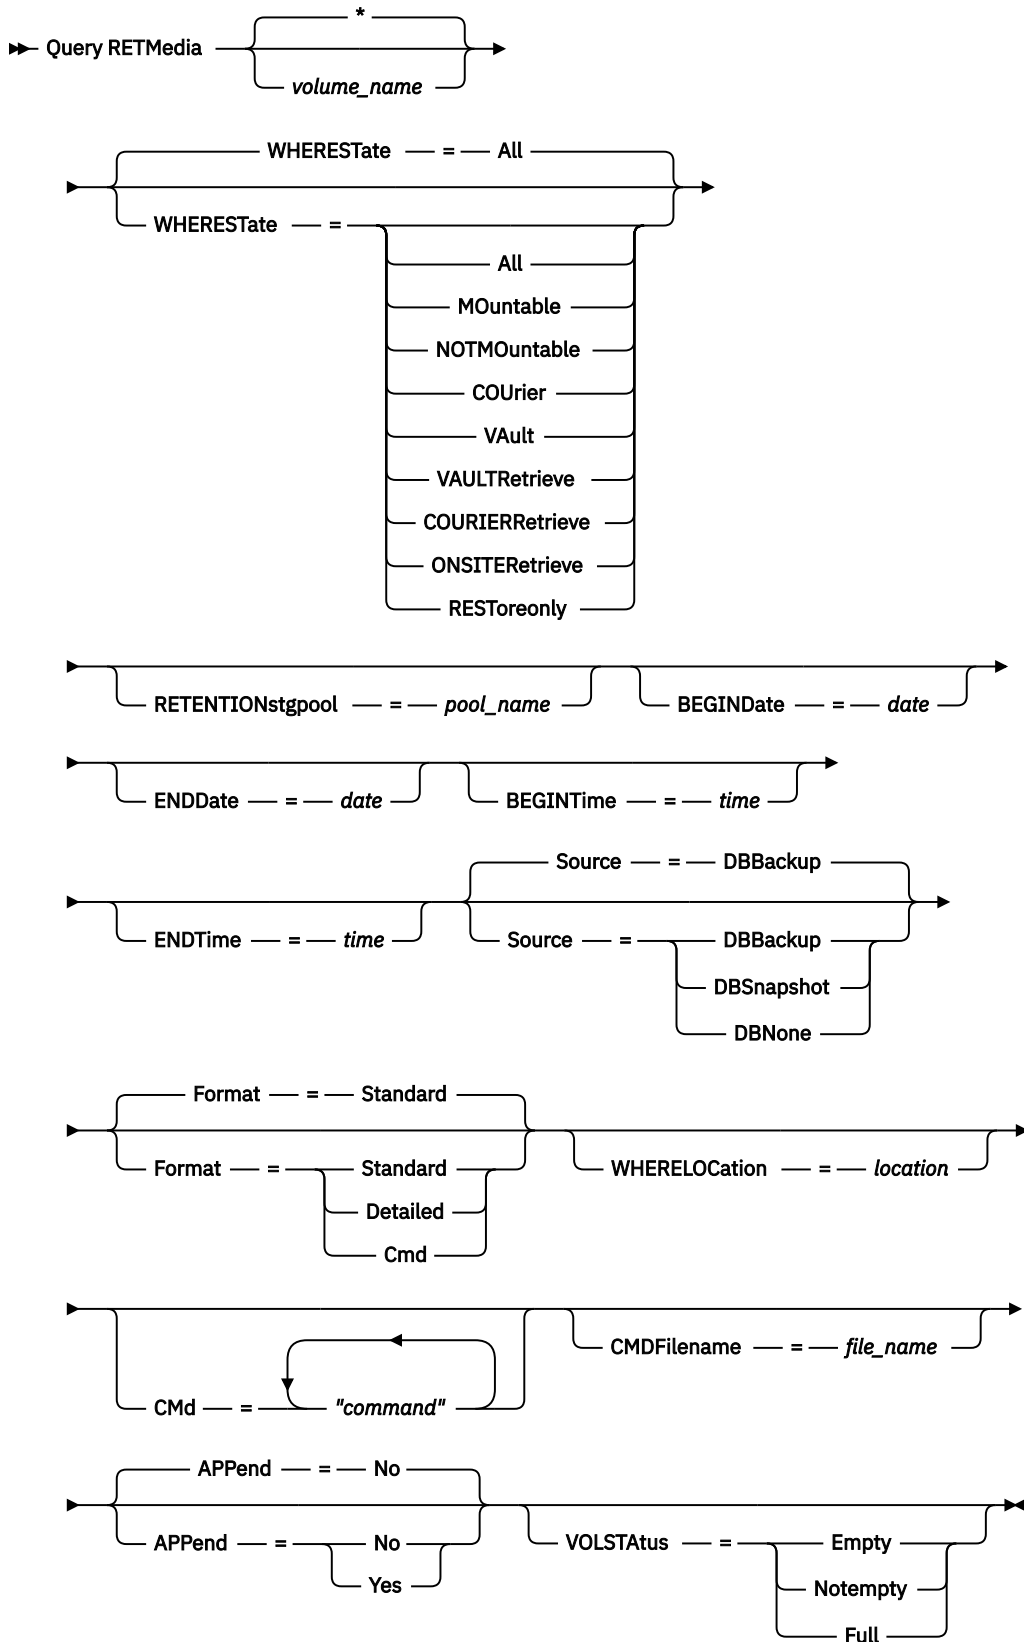 *
Query RETMedia
volume_name
WHERESTate = All
WHERESTate =
All
MOuntable
NOTMOuntable
COUrier
VAult
VAULTRetrieve
COURIERRetrieve
ONSITERetrieve
RESToreonly
RETENTIONstgpool = pool_name BEGINDate = date
ENDDate = date BEGINTime = time
Source = DBBackup
ENDTime = time Source = DBBackup
DBSnapshot
DBNone
Format = Standard
Format = Standard WHERELOCation = location
Detailed
Cmd
CMDFilename = file_name
CMd = "command"
APPend = No
APPend = No VOLSTAtus = Empty
Yes Notempty
Full